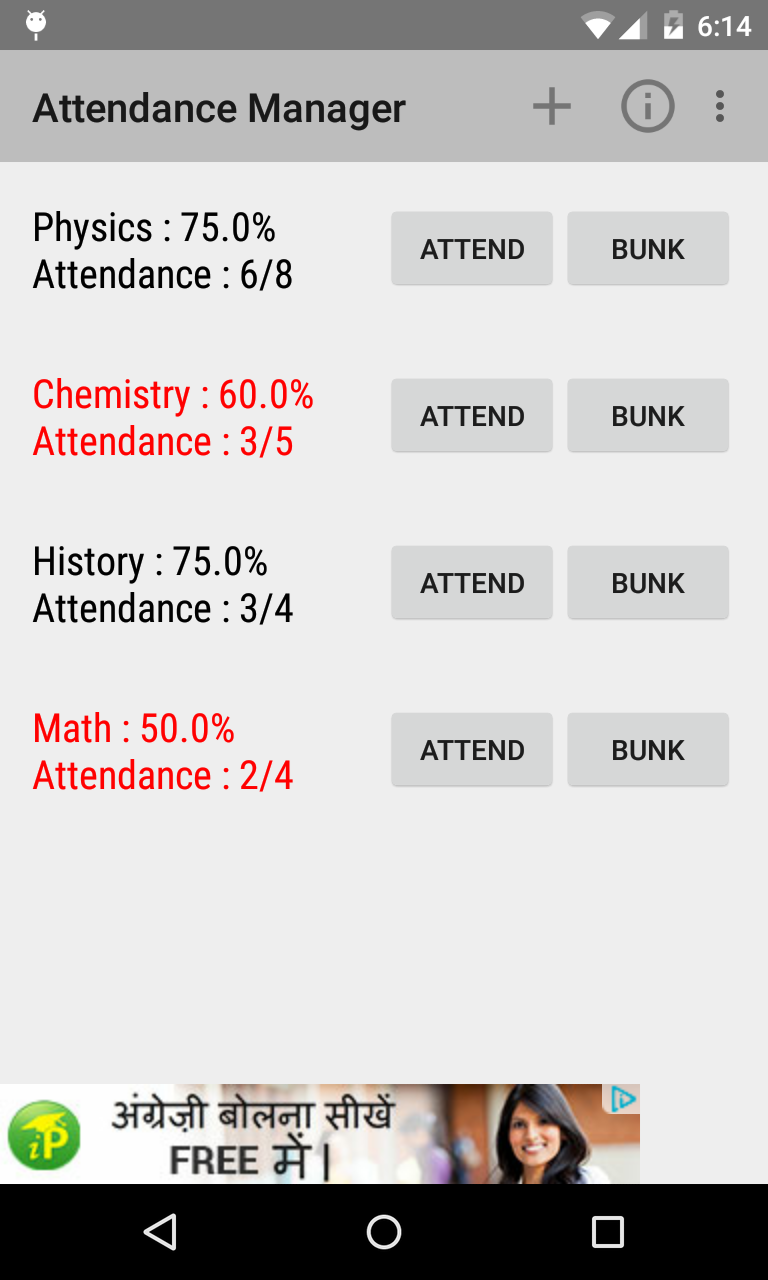 6:14
Attendance Manager
Physics : 75.0%
Attendance : 6/8
ATTEND
BUNK
Chemistry : 60.0%
Attendance : 3/5
ATTEND
BUNK
History : 75.0%
Attendance : 3/4
ATTEND
BUNK
Math : 50.0%
Attendance : 2/4
ATTEND
BUNK
iP
अंग्रेज़ी बोलना सीखें
FREE में |